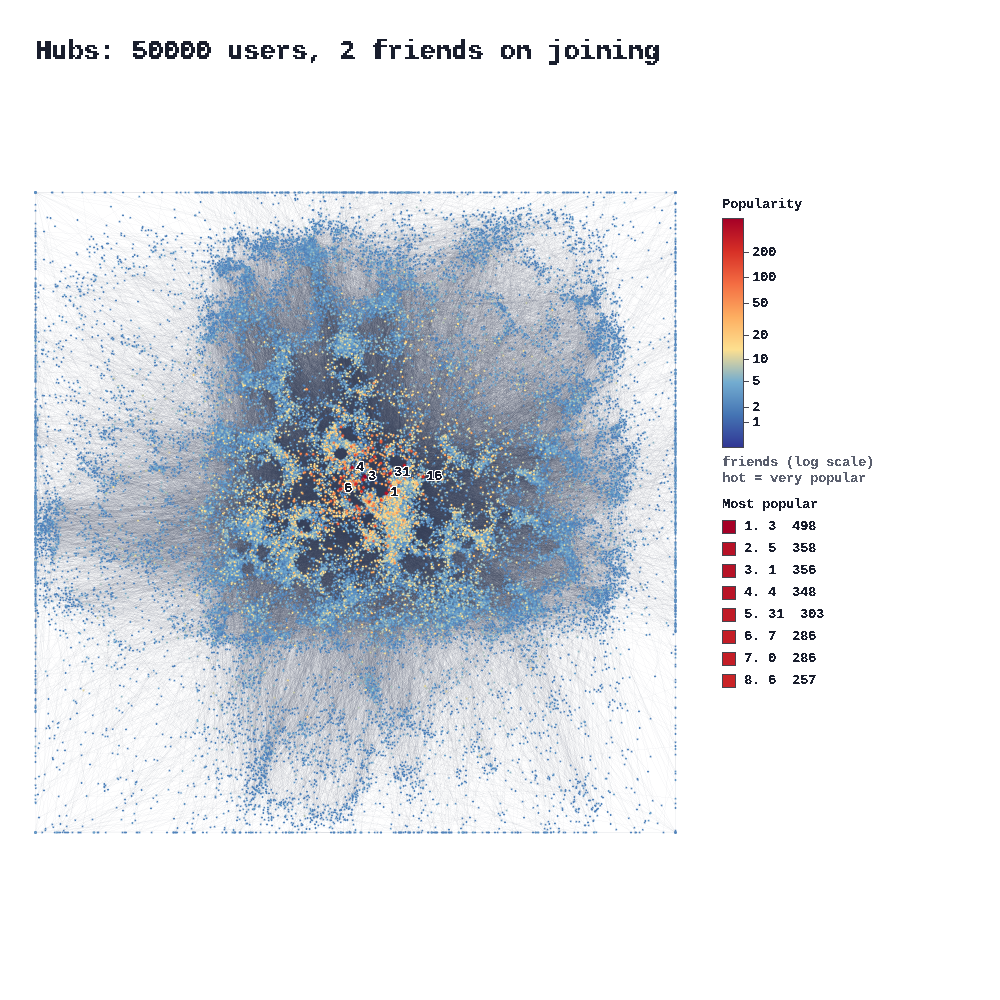 Hubs: 50000 users, 2 friends on joining
Popularity
200
100
50
20
10
5
2
1
friends (log scale)
hot = very popular
Most popular
1. 3 498
2. 5 358
3. 1 356
4. 4 348
5. 31 303
6. 7 286
7. 0 286
8. 6 257
4
3
31
15
6
1